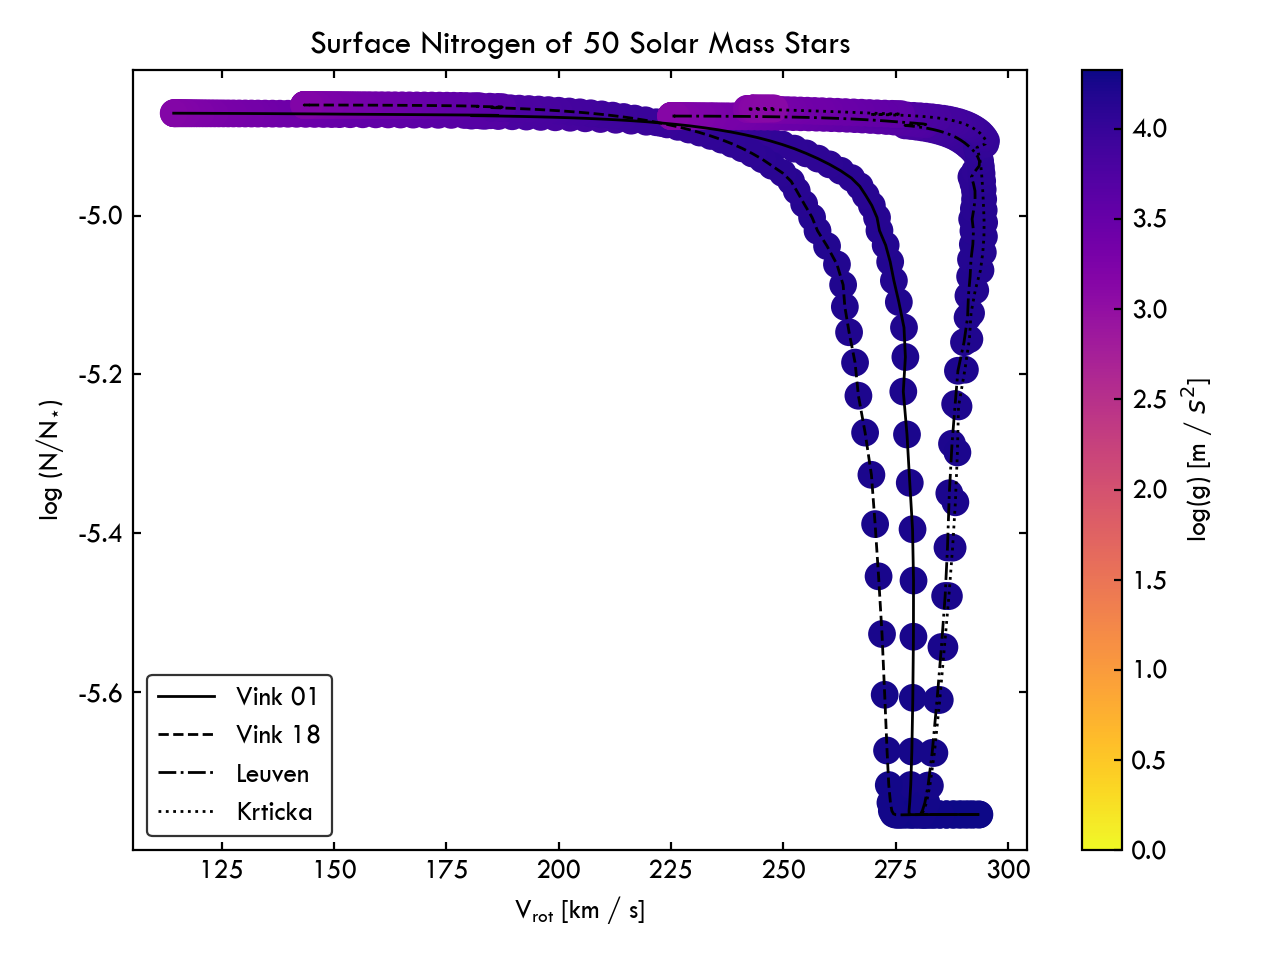 Surface Nitrogen of 50 Solar Mass Stars
log (N/N⋆)
-5.0
-5.2
-5.4
-5.6
Vink 01
Vink 18
Leuven
Krticka
125 150 175 200 225 250 275 300
V_rot [km / s]
4.0
3.5
3.0
2.5
2.0
1.5
1.0
0.5
0.0
log(g) [m / s²]